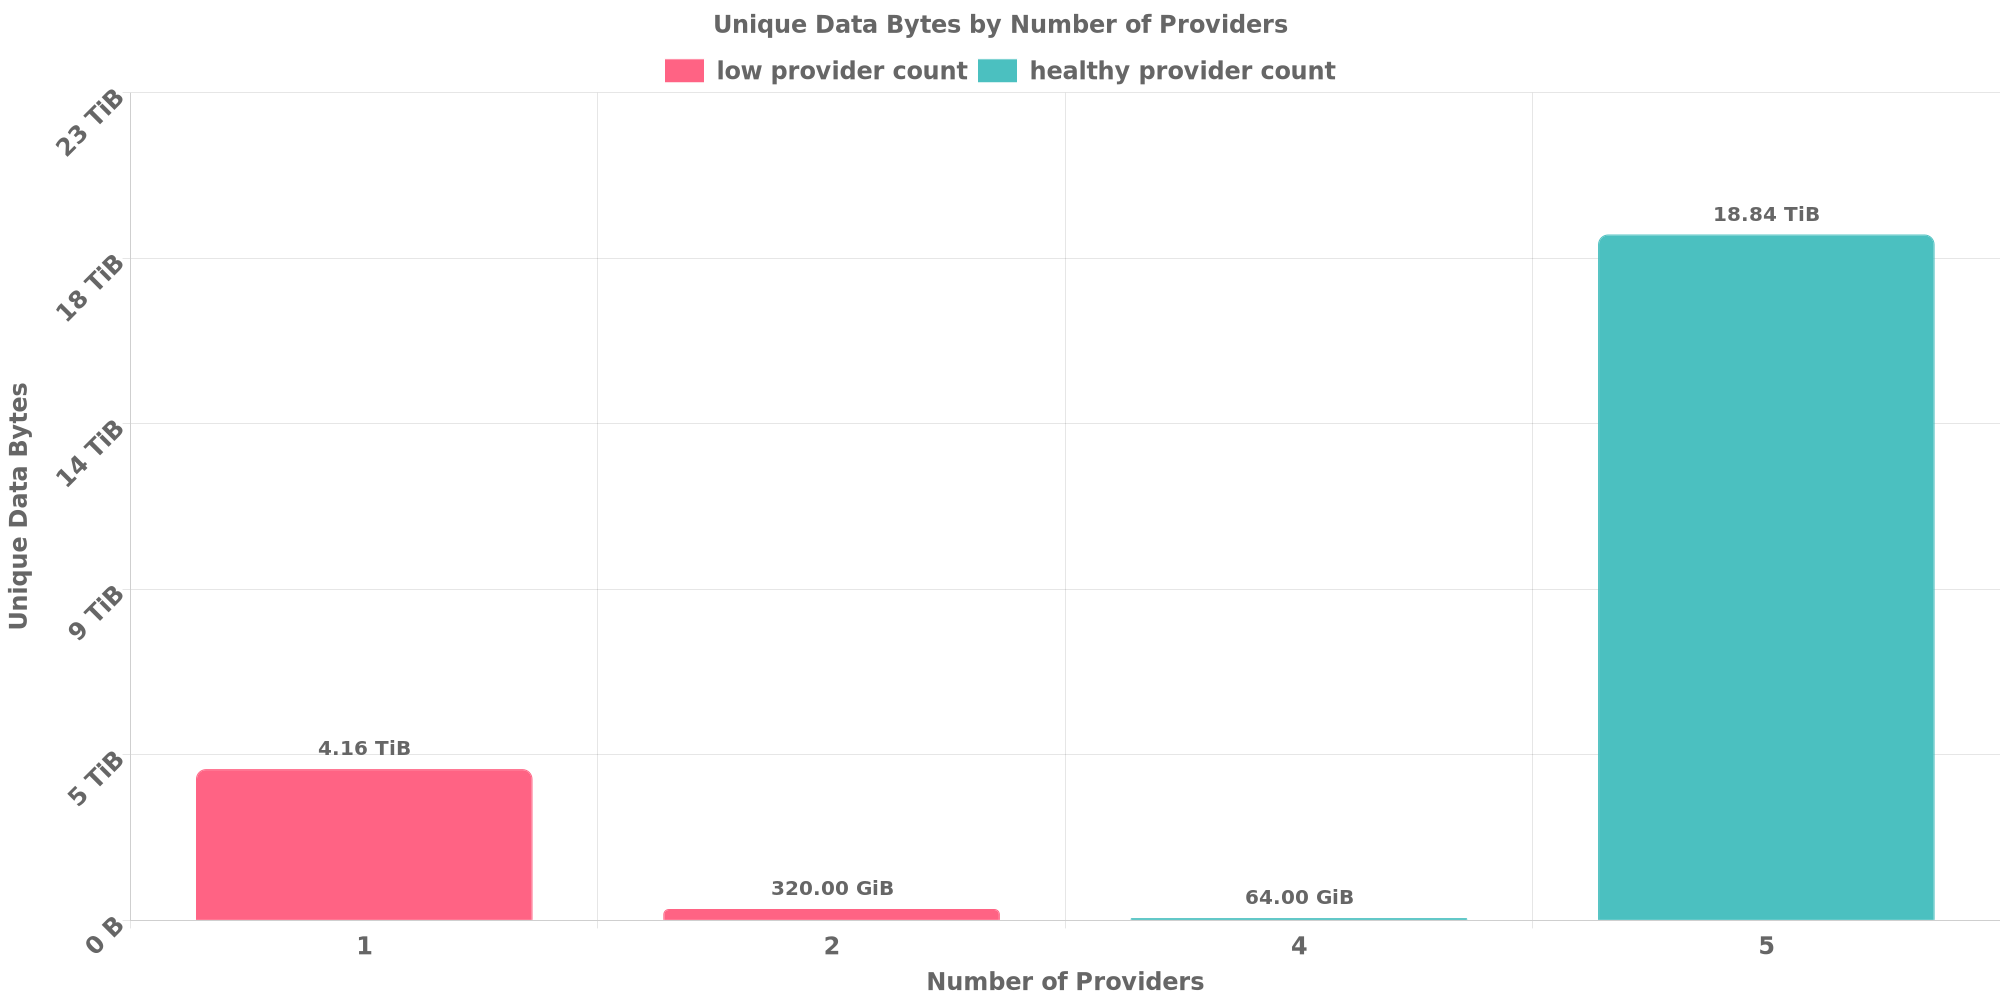 Unique Data Bytes by Number of Providers
low provider count
healthy provider count
23 TiB
18 TiB
14 TiB
9 TiB
5 TiB
0 B
Unique Data Bytes
4.16 TiB
320.00 GiB
64.00 GiB
18.84 TiB
1
2
4
5
Number of Providers